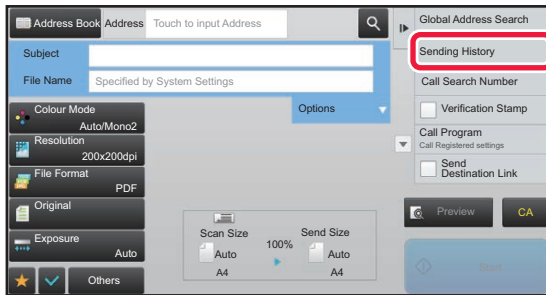 Address Book
Address
Touch to input Address
Subject
File Name
Specified by System Settings
Options
Colour Mode
Auto/Mono2
Resolution
200x200dpi
File Format
PDF
Original
Exposure
Auto
Others
Scan Size
Auto
A4
100%
Send Size
Auto
A4
Global Address Search
Sending History
Call Search Number
Verification Stamp
Call Program
Call Registered settings
Send
Destination Link
Preview
CA
Start